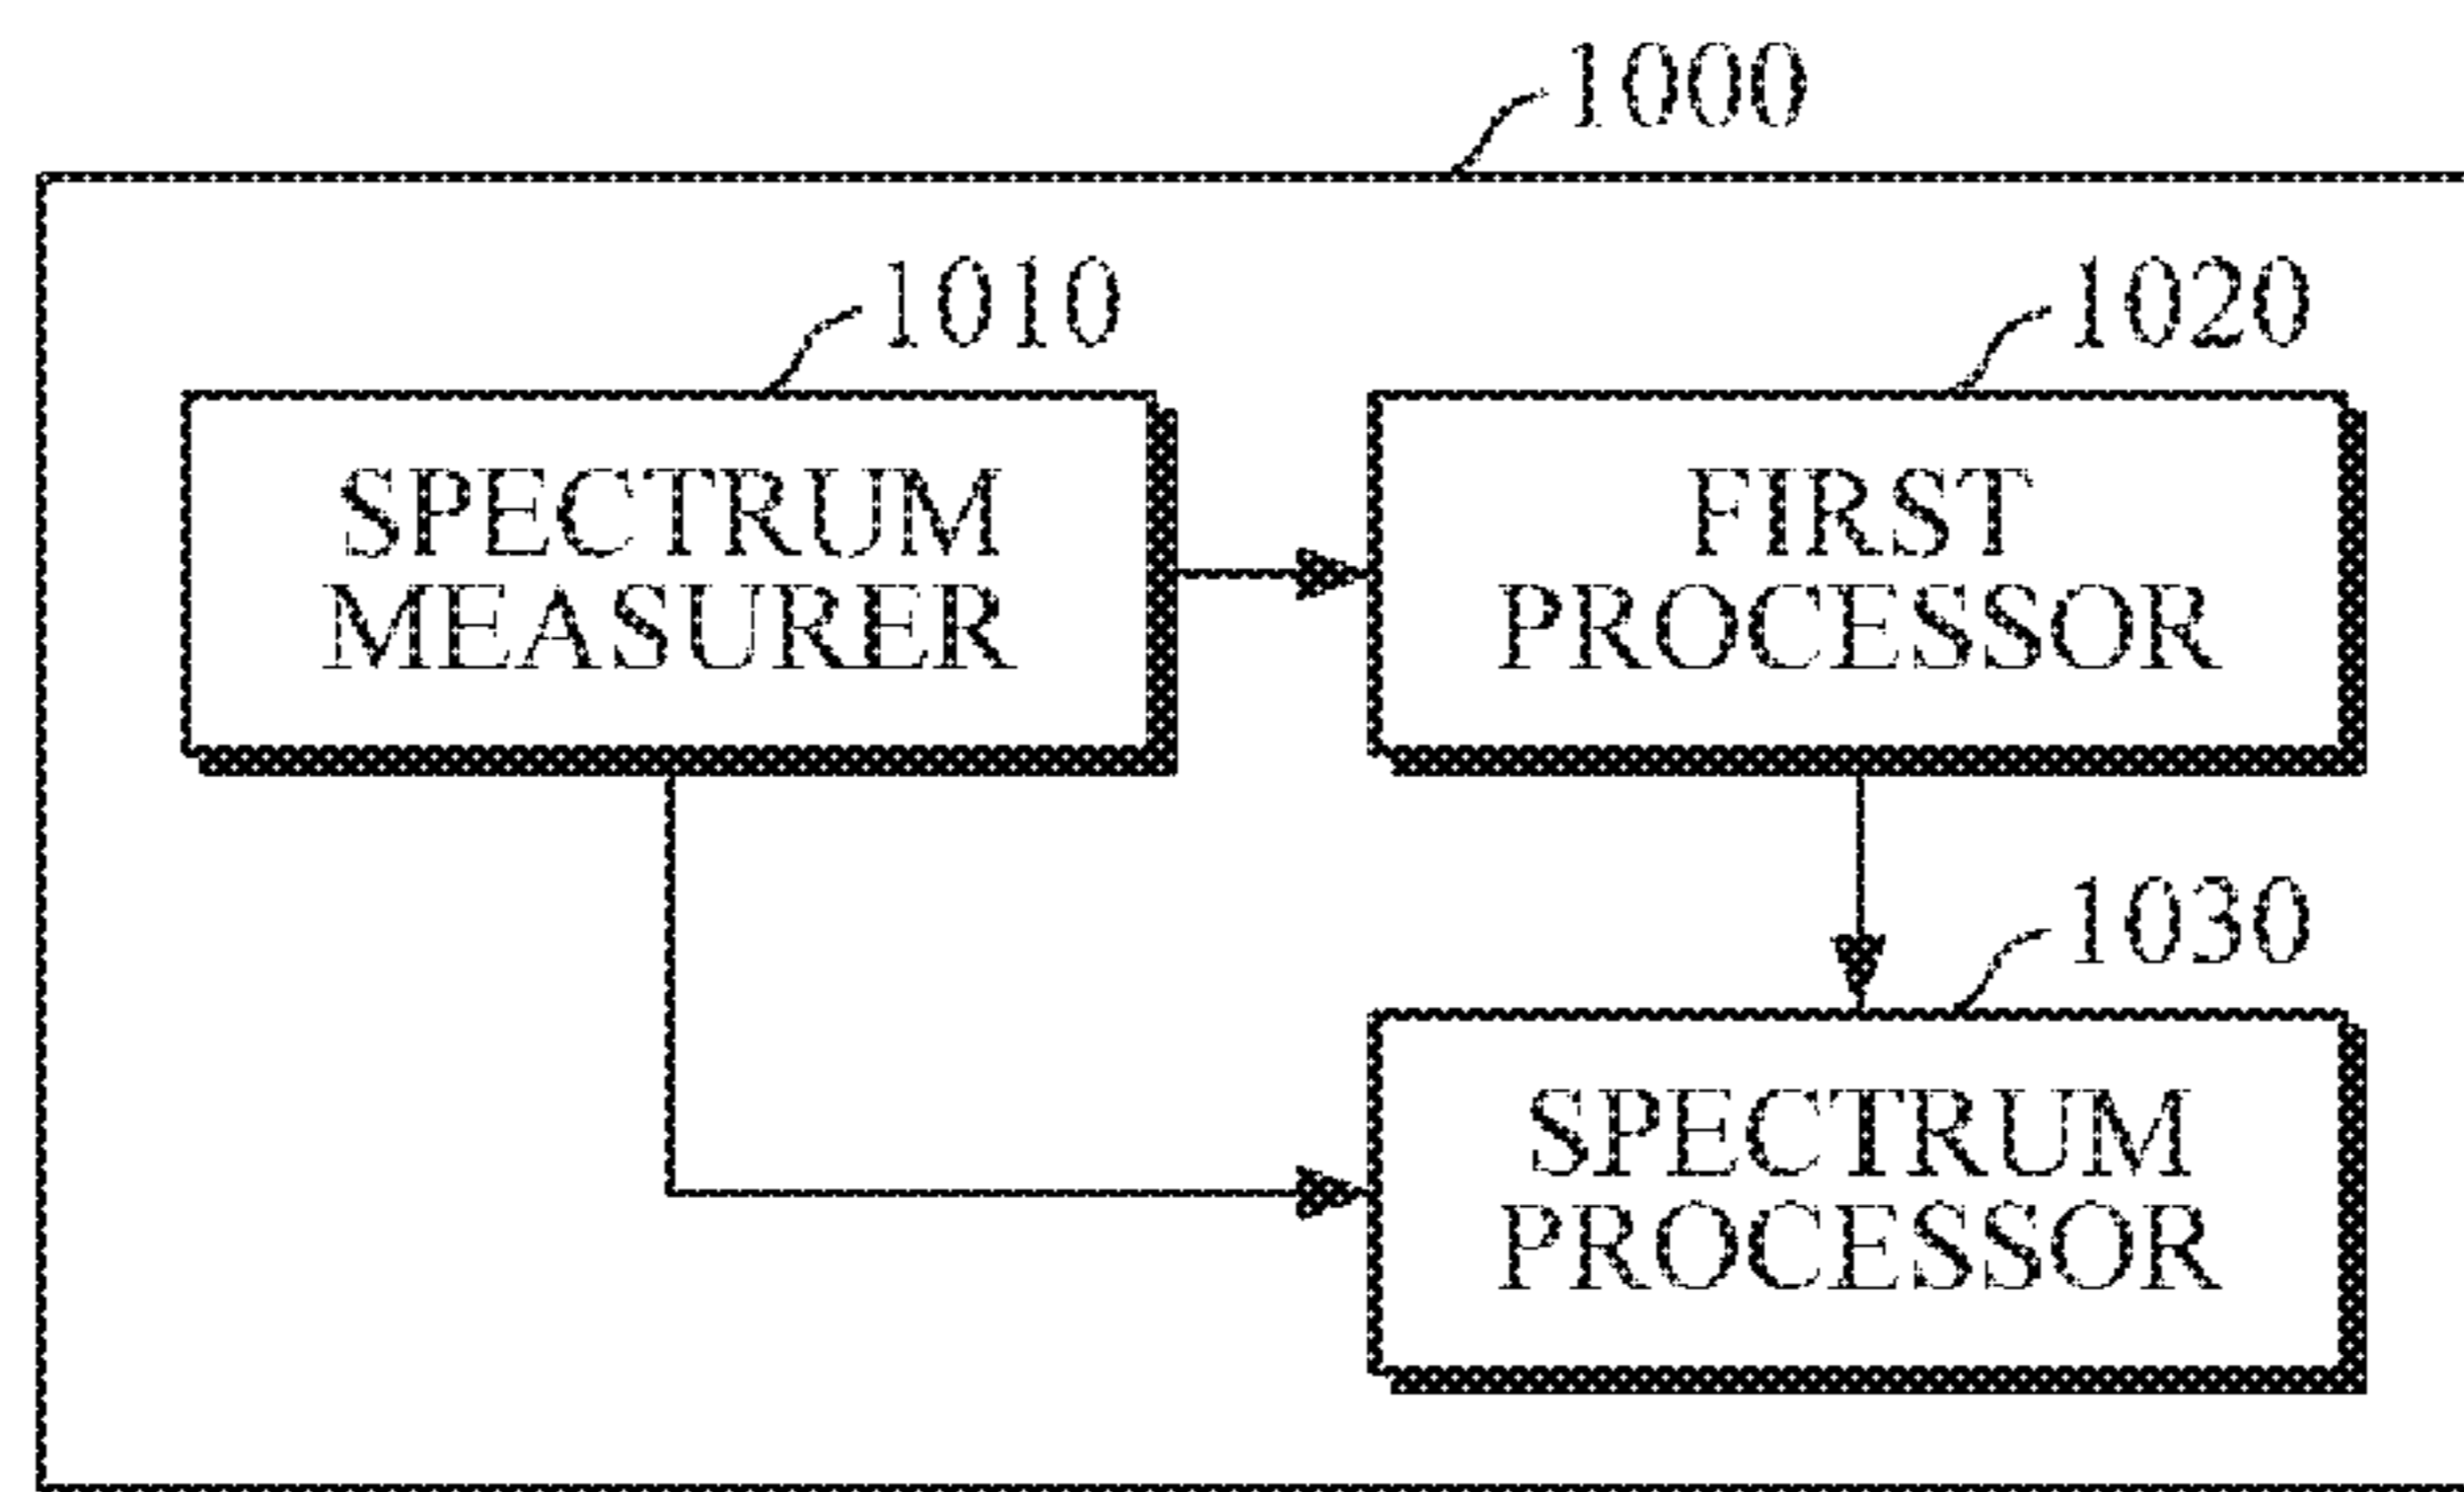 1000
1010
1020
SPECTRUM
MEASURER
FIRST
PROCESSOR
1030
SPECTRUM
PROCESSOR